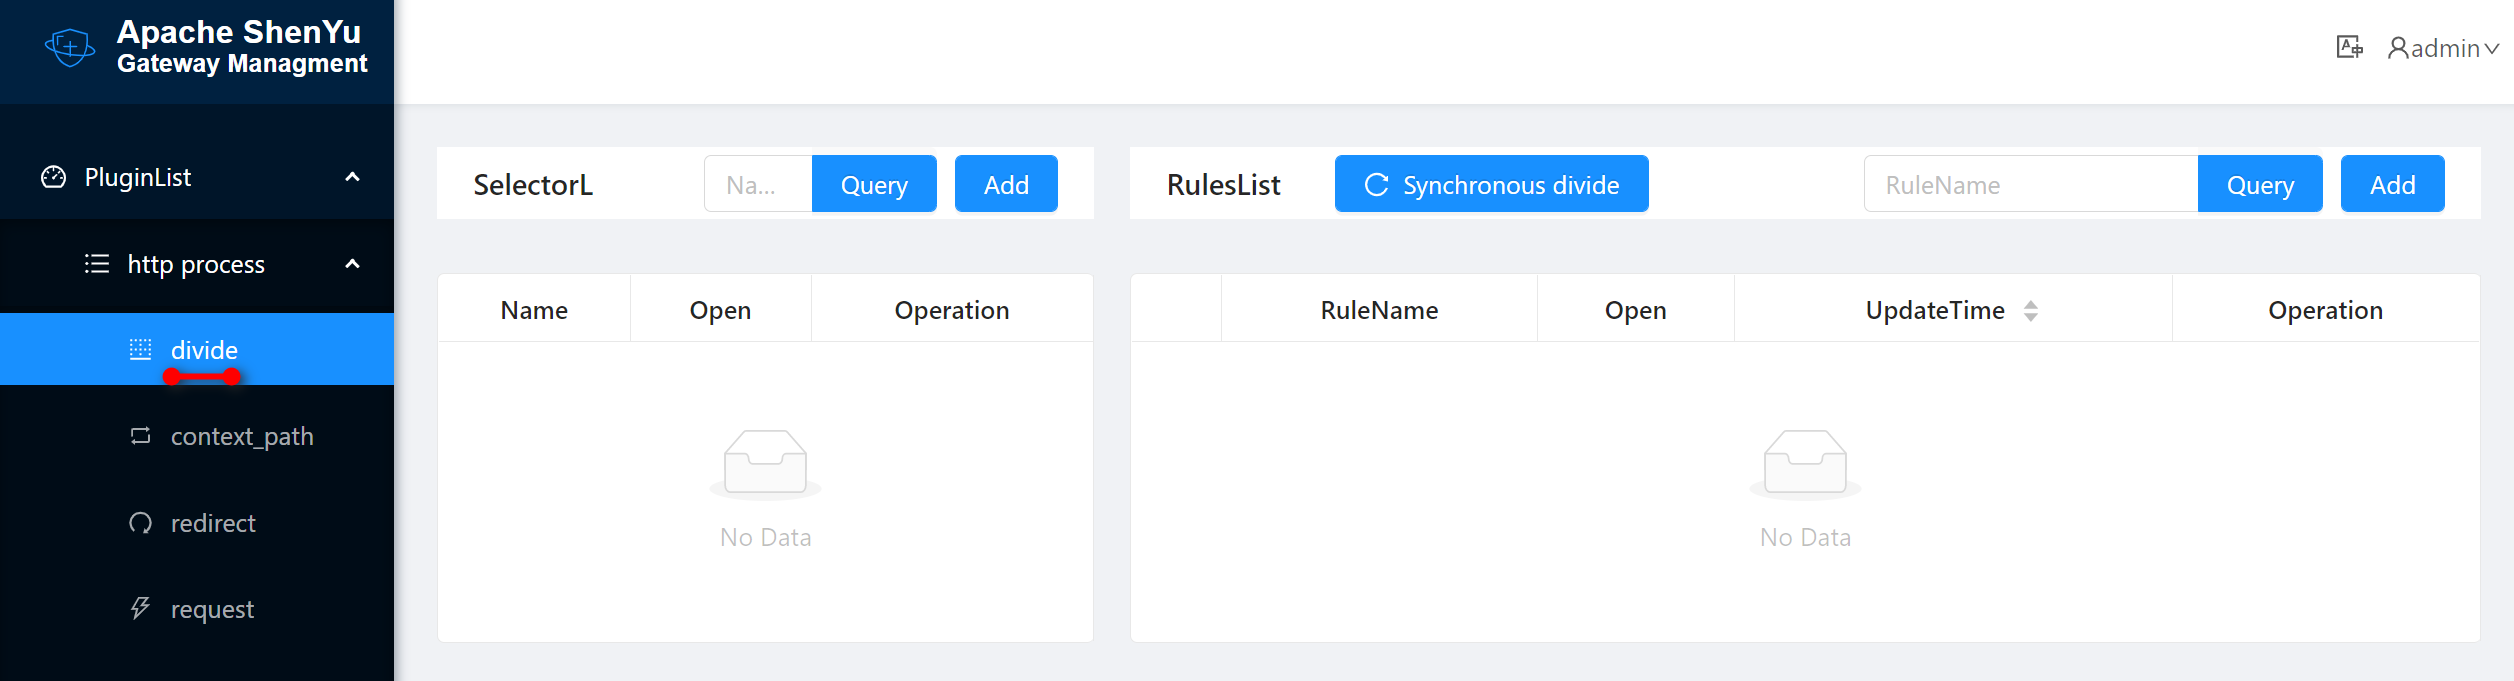 Apache ShenYu
Gateway Managment
admin
PluginList
http process
divide
context_path
redirect
request
SelectorL
Na...
Query
Add
Name
Open
Operation
No Data
RulesList
Synchronous divide
RuleName
Query
Add
RuleName
Open
UpdateTime
Operation
No Data